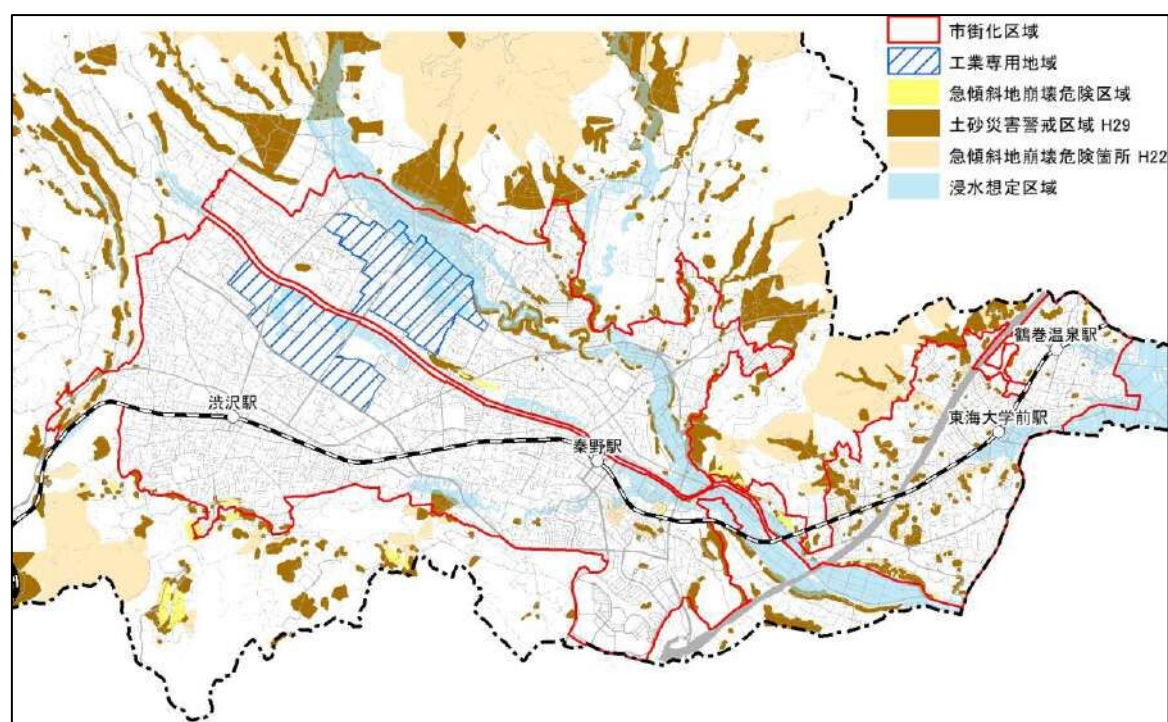 市街化区域
工業専用地域
急傾斜地崩壊危険区域
土砂災害警戒区域 H29
急傾斜地崩壊危険箇所 H22
浸水想定区域
鶴巻温泉駅
東海大学前駅
渋沢駅
秦野駅